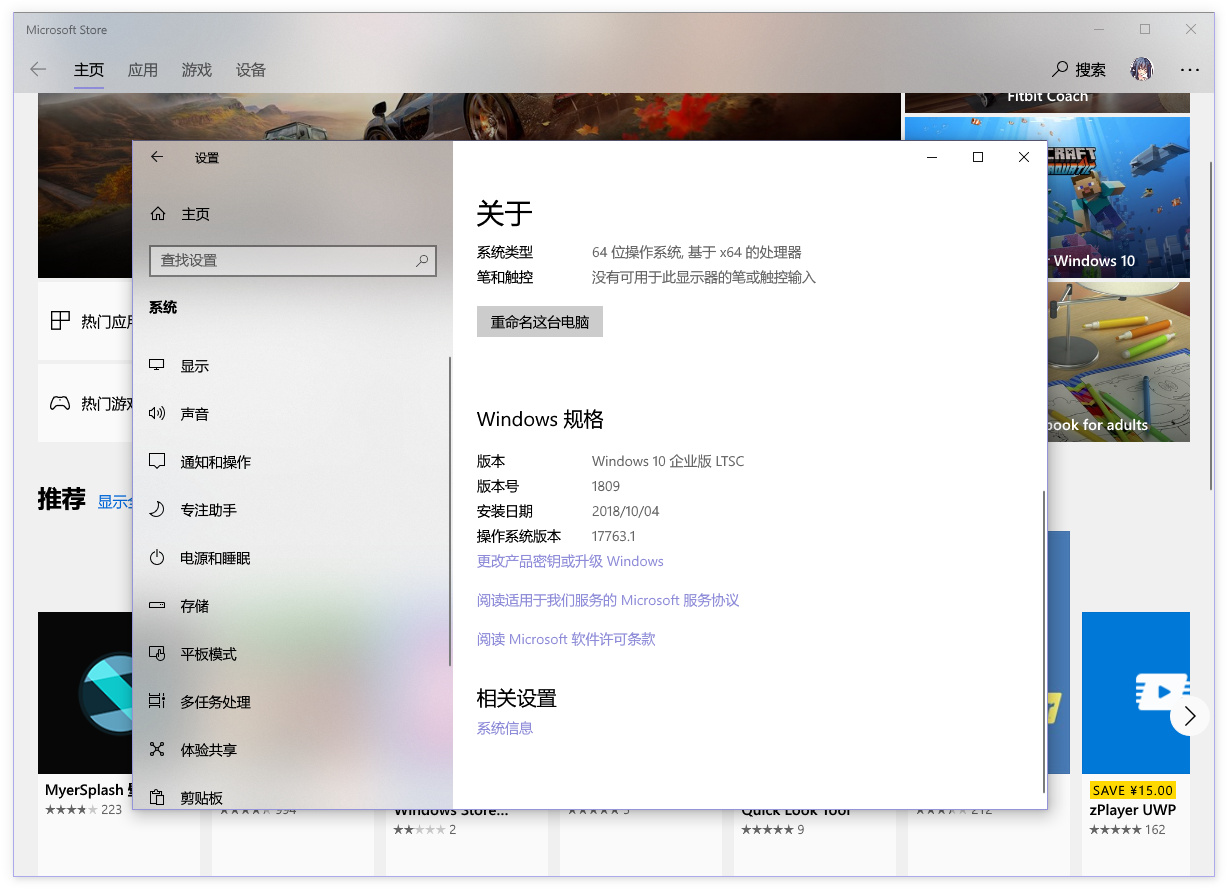 Microsoft Store
主页 应用 游戏 设备 搜索
Fitbit Coach
CRAFT
AQUATIC
Windows 10
book for adults
热门应用
热门游戏
推荐
MyerSplash
223
994
Windows Store...
2
5
Quick Look Tool
9
212
SAVE ¥15.00
zPlayer UWP
162
设置
主页
查找设置
系统
显示
声音
通知和操作
专注助手
电源和睡眠
存储
平板模式
多任务处理
体验共享
剪贴板
关于
系统类型 64 位操作系统, 基于 x64 的处理器
笔和触控 没有可用于此显示器的笔或触控输入
重命名这台电脑
Windows 规格
版本 Windows 10 企业版 LTSC
版本号 1809
安装日期 2018/10/04
操作系统版本 17763.1
更改产品密钥或升级 Windows
阅读适用于我们服务的 Microsoft 服务协议
阅读 Microsoft 软件许可条款
相关设置
系统信息